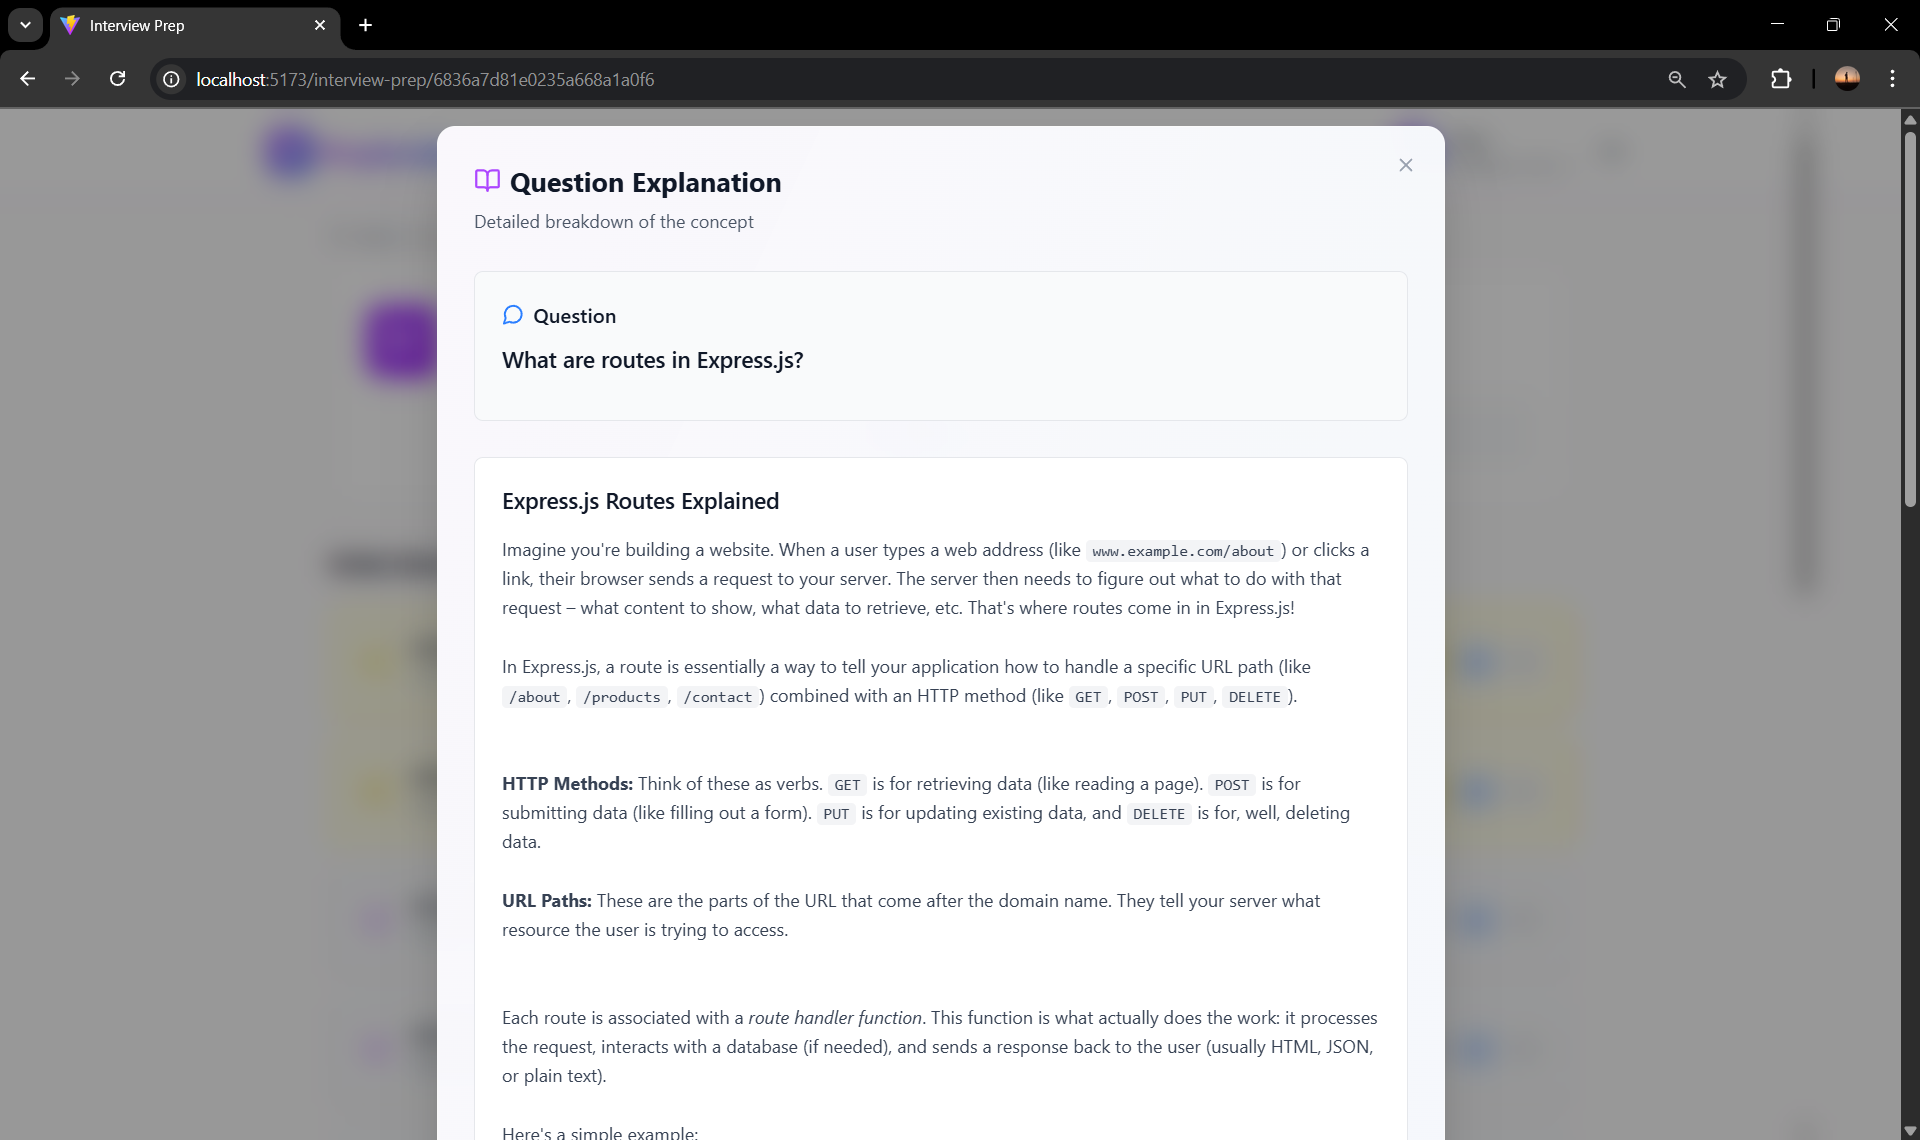 Interview Prep
localhost:5173/interview-prep/6836a7d81e0235a668a1a0f6
Question Explanation
Detailed breakdown of the concept
Question
What are routes in Express.js?
Express.js Routes Explained
Imagine you're building a website. When a user types a web address (like www.example.com/about) or clicks a
link, their browser sends a request to your server. The server then needs to figure out what to do with that
request – what content to show, what data to retrieve, etc. That's where routes come in in Express.js!
In Express.js, a route is essentially a way to tell your application how to handle a specific URL path (like
/about, /products, /contact) combined with an HTTP method (like GET, POST, PUT, DELETE).
HTTP Methods: Think of these as verbs. GET is for retrieving data (like reading a page). POST is for
submitting data (like filling out a form). PUT is for updating existing data, and DELETE is for, well, deleting
data.
URL Paths: These are the parts of the URL that come after the domain name. They tell your server what
resource the user is trying to access.
Each route is associated with a route handler function. This function is what actually does the work: it processes
the request, interacts with a database (if needed), and sends a response back to the user (usually HTML, JSON,
or plain text).
Here's a simple example: